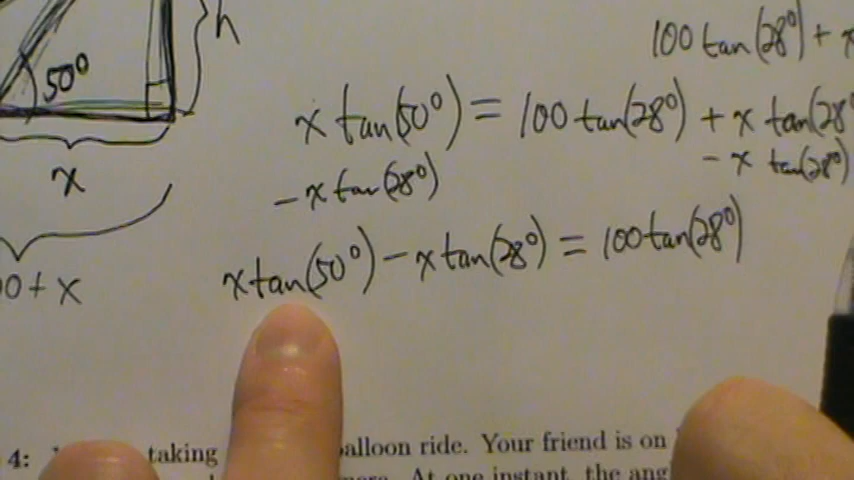 h
100 tan(28°) + x
50°
x tan(50°) = 100 tan(28°) + x tan(28°
- x tan(28°) - x tan(28°)
x
x tan(50°) - x tan(28°) = 100 tan(28°)
0 + x
4: taking alloon ride. Your friend is on
At one instant, the ang